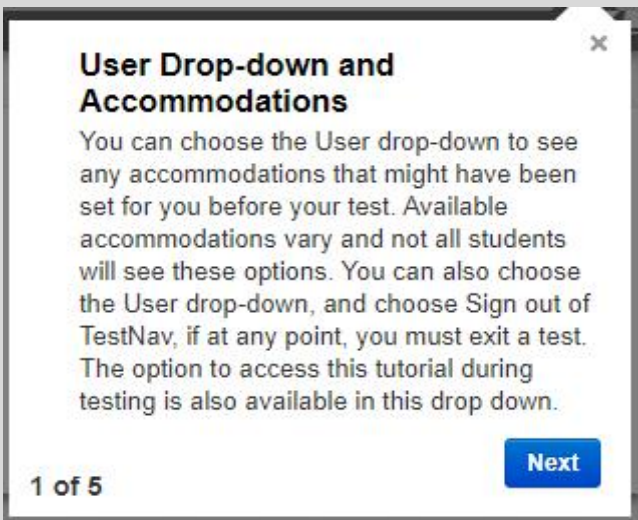 User Drop-down and
Accommodations
You can choose the User drop-down to see
any accommodations that might have been
set for you before your test. Available
accommodations vary and not all students
will see these options. You can also choose
the User drop-down, and choose Sign out of
TestNav, if at any point, you must exit a test.
The option to access this tutorial during
testing is also available in this drop down.
Next
1 of 5